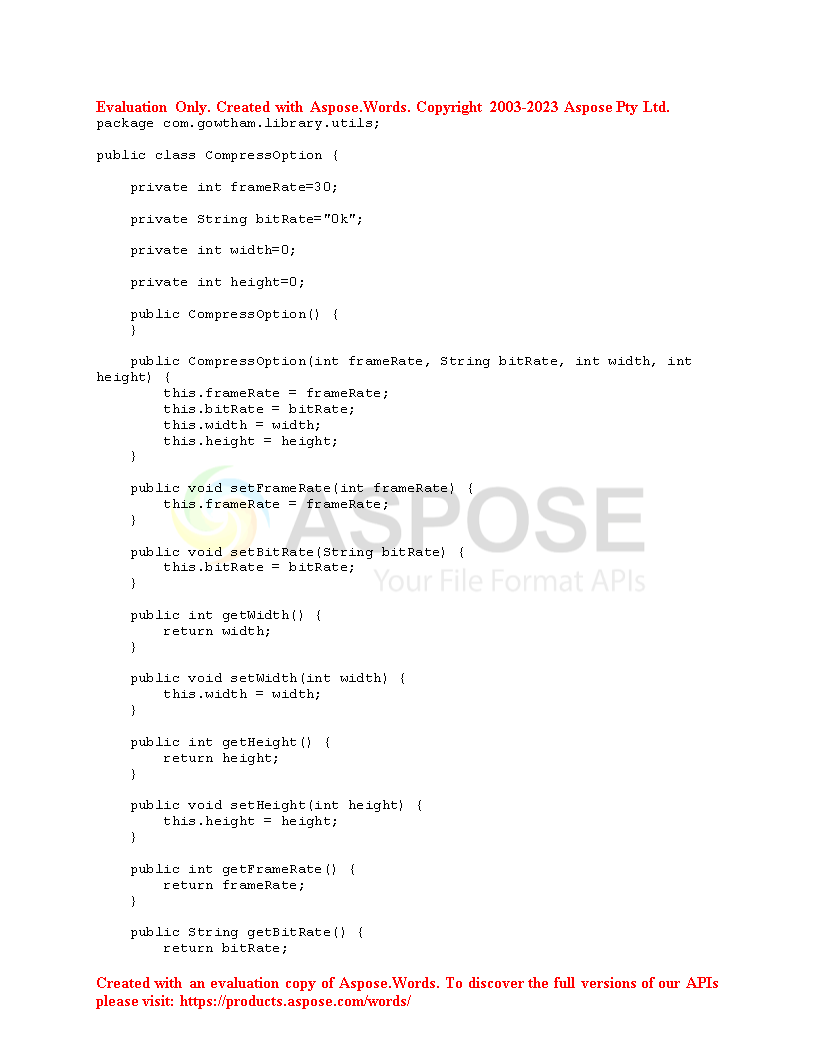 Evaluation Only. Created with Aspose.Words. Copyright 2003-2023 Aspose Pty Ltd.
package com.gowtham.library.utils;

public class CompressOption {

    private int frameRate=30;

    private String bitRate="0k";

    private int width=0;

    private int height=0;

    public CompressOption() {
    }

    public CompressOption(int frameRate, String bitRate, int width, int
height) {
        this.frameRate = frameRate;
        this.bitRate = bitRate;
        this.width = width;
        this.height = height;
    }

    public void setFrameRate(int frameRate) {
        this.frameRate = frameRate;
    }

    public void setBitRate(String bitRate) {
        this.bitRate = bitRate;
    }

    public int getWidth() {
        return width;
    }

    public void setWidth(int width) {
        this.width = width;
    }

    public int getHeight() {
        return height;
    }

    public void setHeight(int height) {
        this.height = height;
    }

    public int getFrameRate() {
        return frameRate;
    }

    public String getBitRate() {
        return bitRate;

ASPOSE
Your File Format APIs

Created with an evaluation copy of Aspose.Words. To discover the full versions of our APIs
please visit: https://products.aspose.com/words/